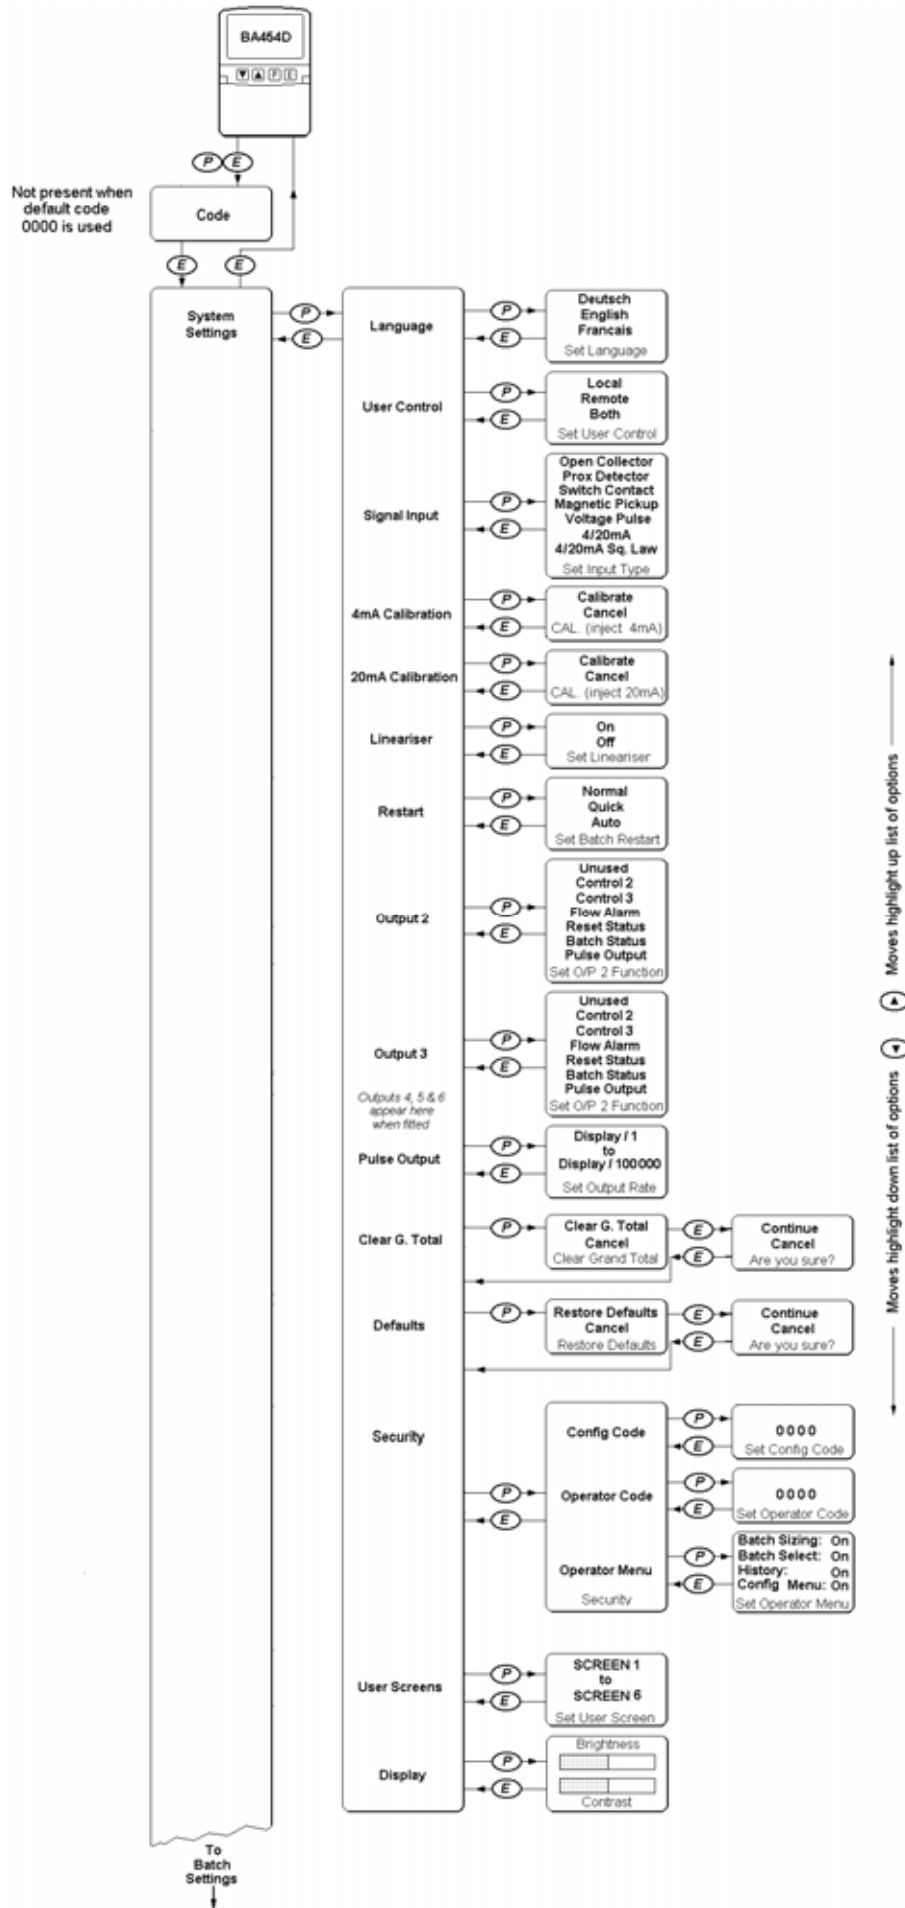 BA454D
P E
P E
Not present when
default code
0000 is used
Code
E E
System
Settings
P
E
Language
P
E
Deutsch
English
Francais
Set Language
User Control
P
E
Local
Remote
Both
Set User Control
Signal Input
P
E
Open Collector
Prox Detector
Switch Contact
Magnetic Pickup
Voltage Pulse
4/20mA
4/20mA Sq. Law
Set Input Type
4mA Calibration
P
E
Calibrate
Cancel
CAL. (inject 4mA)
20mA Calibration
P
E
Calibrate
Cancel
CAL. (inject 20mA)
Lineariser
P
E
On
Off
Set Lineariser
Restart
P
E
Normal
Quick
Auto
Set Batch Restart
Output 2
P
E
Unused
Control 2
Control 3
Flow Alarm
Reset Status
Batch Status
Pulse Output
Set O/P 2 Function
Output 3
P
E
Unused
Control 2
Control 3
Flow Alarm
Reset Status
Batch Status
Pulse Output
Set O/P 2 Function
Outputs 4, 5 & 6
appear here
when fitted
Pulse Output
P
E
Display / 1
to
Display / 100000
Set Output Rate
Clear G. Total
P
Clear G. Total
Cancel
Clear Grand Total
E
E
Continue
Cancel
Are you sure?
Defaults
P
Restore Defaults
Cancel
Restore Defaults
E
E
Continue
Cancel
Are you sure?
Security
P
E
Config Code
P
E
0000
Set Config Code
Operator Code
P
E
0000
Set Operator Code
Operator Menu
Security
P
E
Batch Sizing: On
Batch Select: On
History: On
Config Menu: On
Set Operator Menu
User Screens
P
E
SCREEN 1
to
SCREEN 6
Set User Screen
Display
P
E
Brightness
Contrast
To
Batch
Settings
Moves highlight up list of options
Moves highlight down list of options